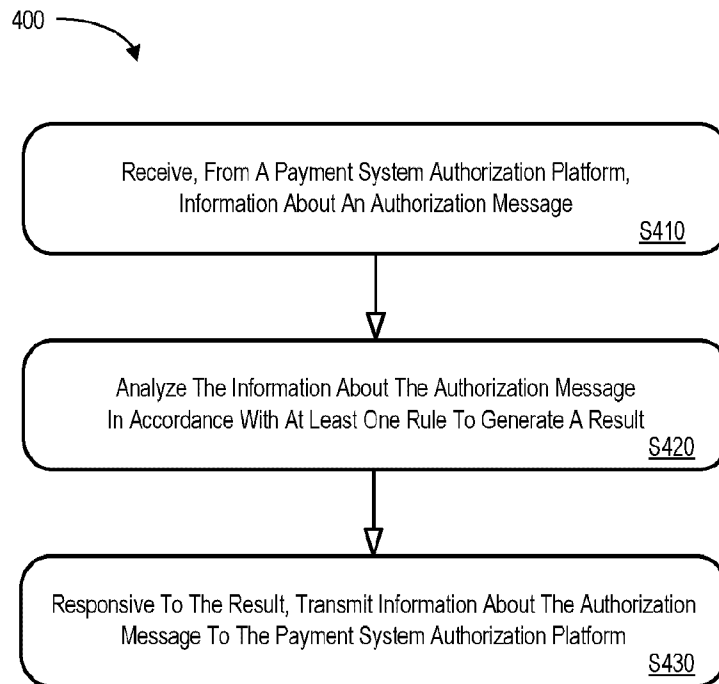 400
Receive, From A Payment System Authorization Platform,
Information About An Authorization Message
S410
Analyze The Information About The Authorization Message
In Accordance With At Least One Rule To Generate A Result
S420
Responsive To The Result, Transmit Information About The Authorization
Message To The Payment System Authorization Platform
S430